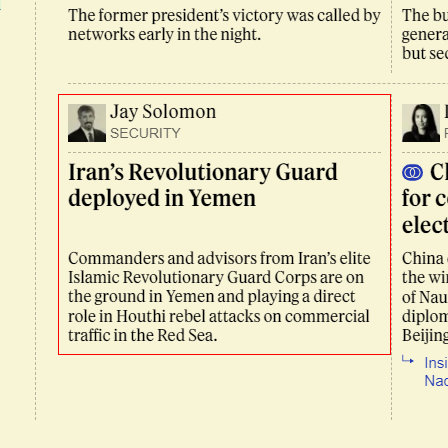 The former president's victory was called by
networks early in the night.
The bu
genera
but se
Jay Solomon
SECURITY
Iran's Revolutionary Guard
deployed in Yemen
Commanders and advisors from Iran's elite
Islamic Revolutionary Guard Corps are on
the ground in Yemen and playing a direct
role in Houthi rebel attacks on commercial
traffic in the Red Sea.
for c
elect
China
the wi
of Nau
diplom
Beijing
Insi
Nac